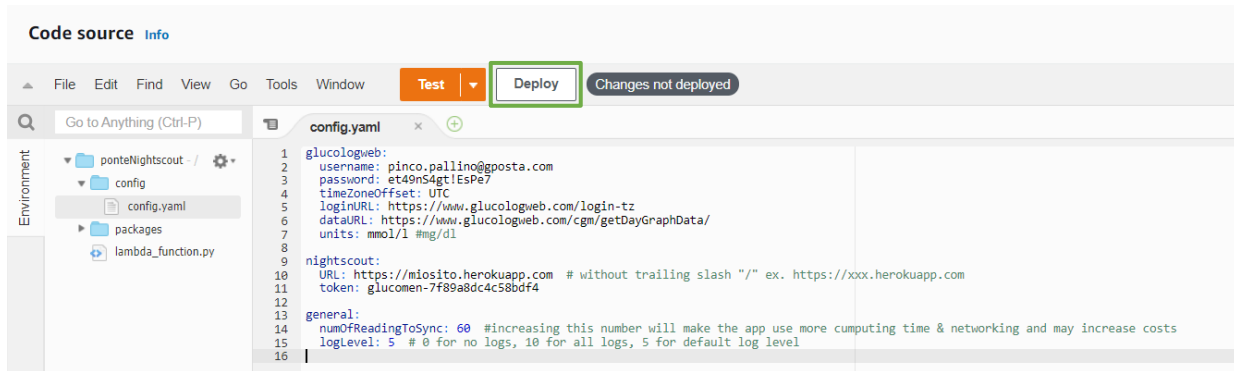 Code source Info
File Edit Find View Go Tools Window Test Deploy Changes not deployed
Go to Anything (Ctrl-P)
config.yaml
Environment
ponteNightscout - /
config
config.yaml
packages
lambda_function.py
1 glucologweb:
2 username: pinco.pallino@gposta.com
3 password: et49nS4gt!EsPe7
4 timeZoneOffset: UTC
5 loginURL: https://www.glucologweb.com/login-tz
6 dataURL: https://www.glucologweb.com/cgm/getDayGraphData/
7 units: mmol/l #mg/dl
8
9 nightscout:
10 URL: https://miosito.herokuapp.com # without trailing slash "/" ex. https://xxx.herokuapp.com
11 token: glucomen-7f89a8dc4c58bdf4
12
13 general:
14 numOfReadingToSync: 60 #increasing this number will make the app use more cumputing time & networking and may increase costs
15 logLevel: 5 # 0 for no logs, 10 for all logs, 5 for default log level
16